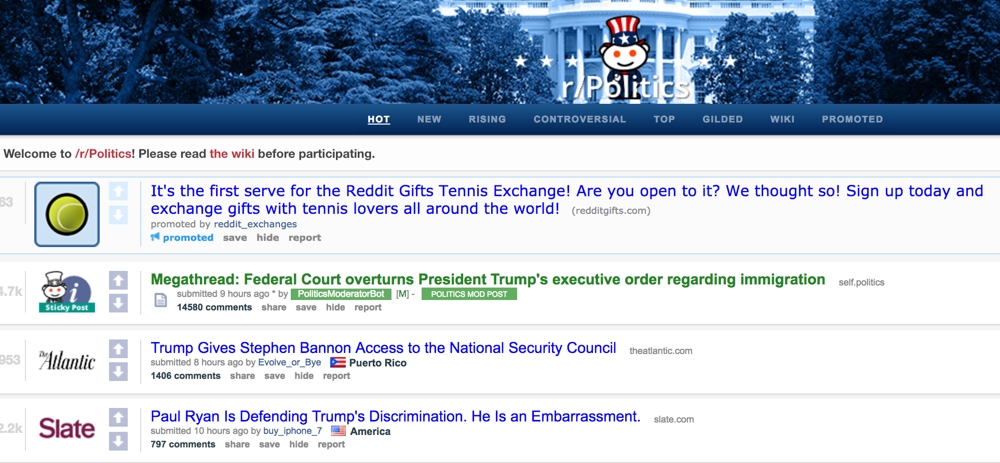 r/Politics
HOT NEW RISING CONTROVERSIAL TOP GILDED WIKI PROMOTED
Welcome to /r/Politics! Please read the wiki before participating.
63
It's the first serve for the Reddit Gifts Tennis Exchange! Are you open to it? We thought so! Sign up today and
exchange gifts with tennis lovers all around the world! (redditgifts.com)
promoted by reddit_exchanges
promoted save hide report
4.7k
i
Sticky Post
Megathread: Federal Court overturns President Trump's executive order regarding immigration self.politics
submitted 9 hours ago * by PoliticsModeratorBot [M] - POLITICS MOD POST
14580 comments share save hide report
953
The Atlantic
Trump Gives Stephen Bannon Access to the National Security Council theatlantic.com
submitted 8 hours ago by Evolve_or_Bye Puerto Rico
1406 comments share save hide report
2.2k
Slate
Paul Ryan Is Defending Trump's Discrimination. He Is an Embarrassment. slate.com
submitted 10 hours ago by buy_iphone_7 America
797 comments share save hide report